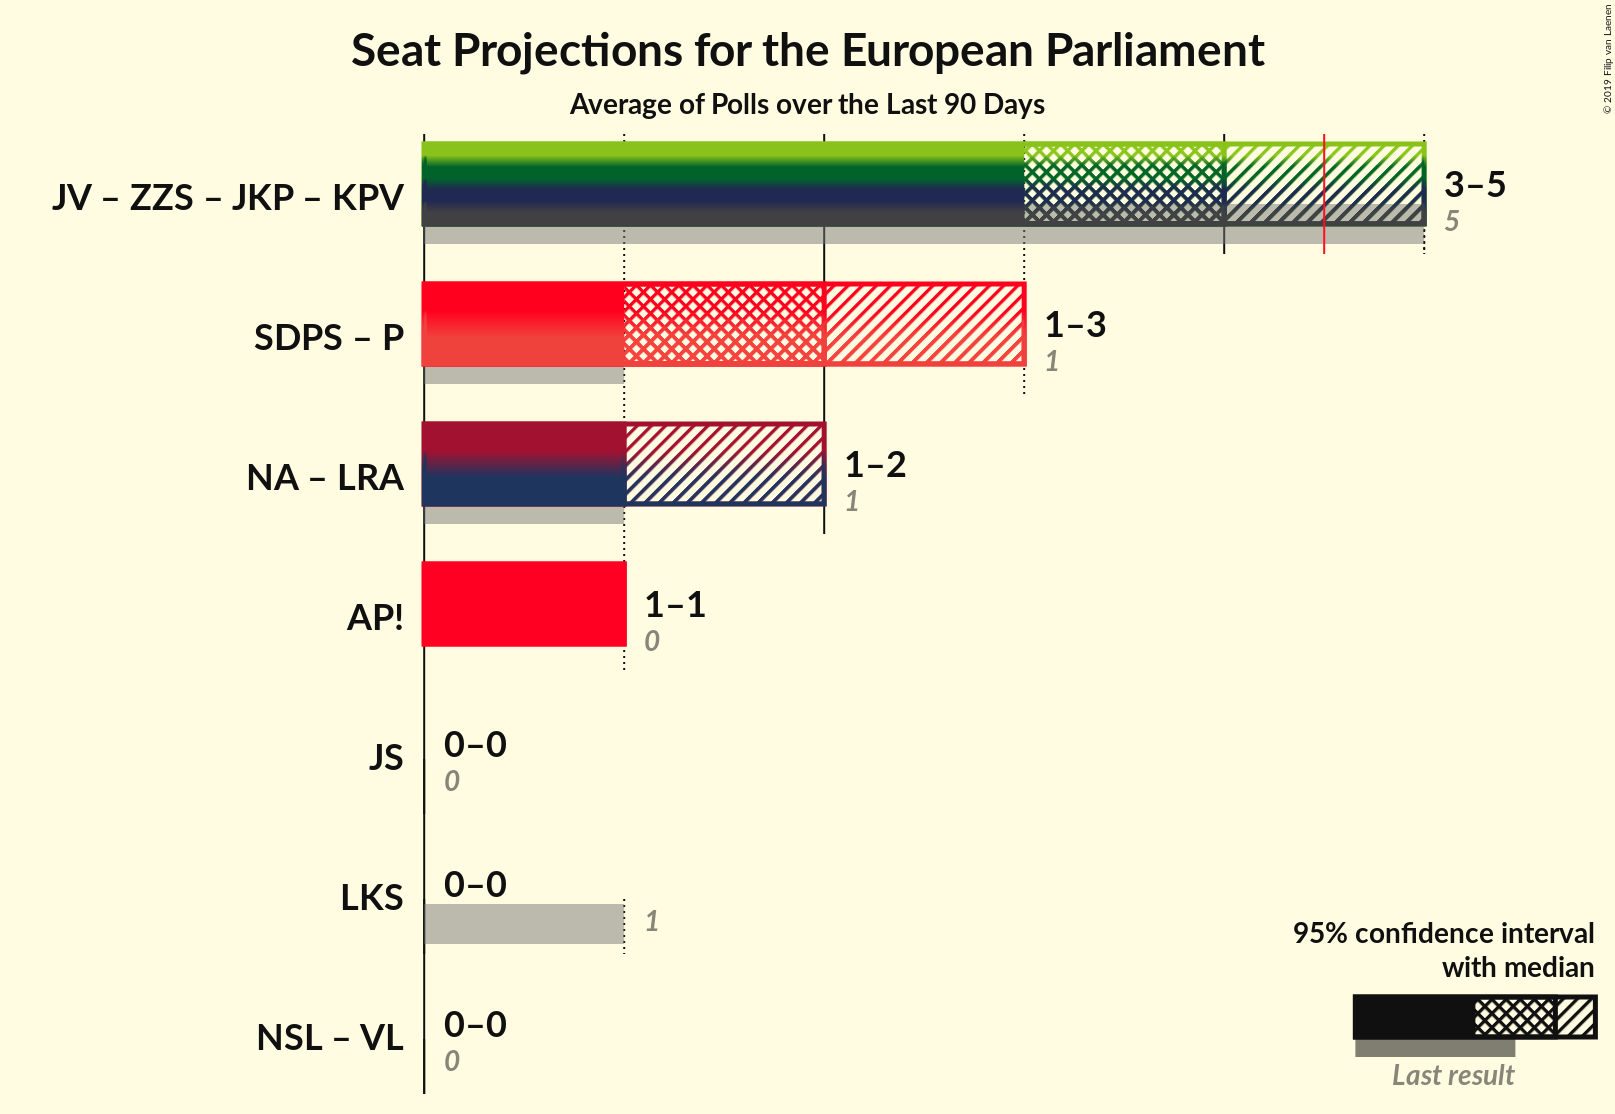 Seat Projections for the European Parliament
Average of Polls over the Last 90 Days
© 2019 Filip van Laenen
JV – ZZS – JKP – KPV
3–5
5
SDPS – P
1–3
1
NA – LRA
1–2
1
AP!
1–1
0
JS
0–0
0
LKS
0–0
1
NSL – VL
0–0
0
95% confidence interval
with median
Last result